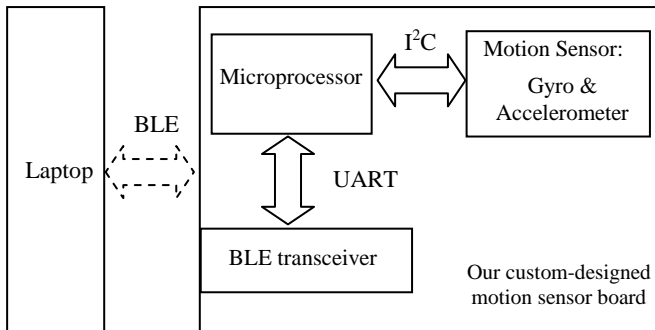 Laptop
BLE
Microprocessor
I²C
Motion Sensor:
Gyro &
Accelerometer
UART
BLE transceiver
Our custom-designed
motion sensor board